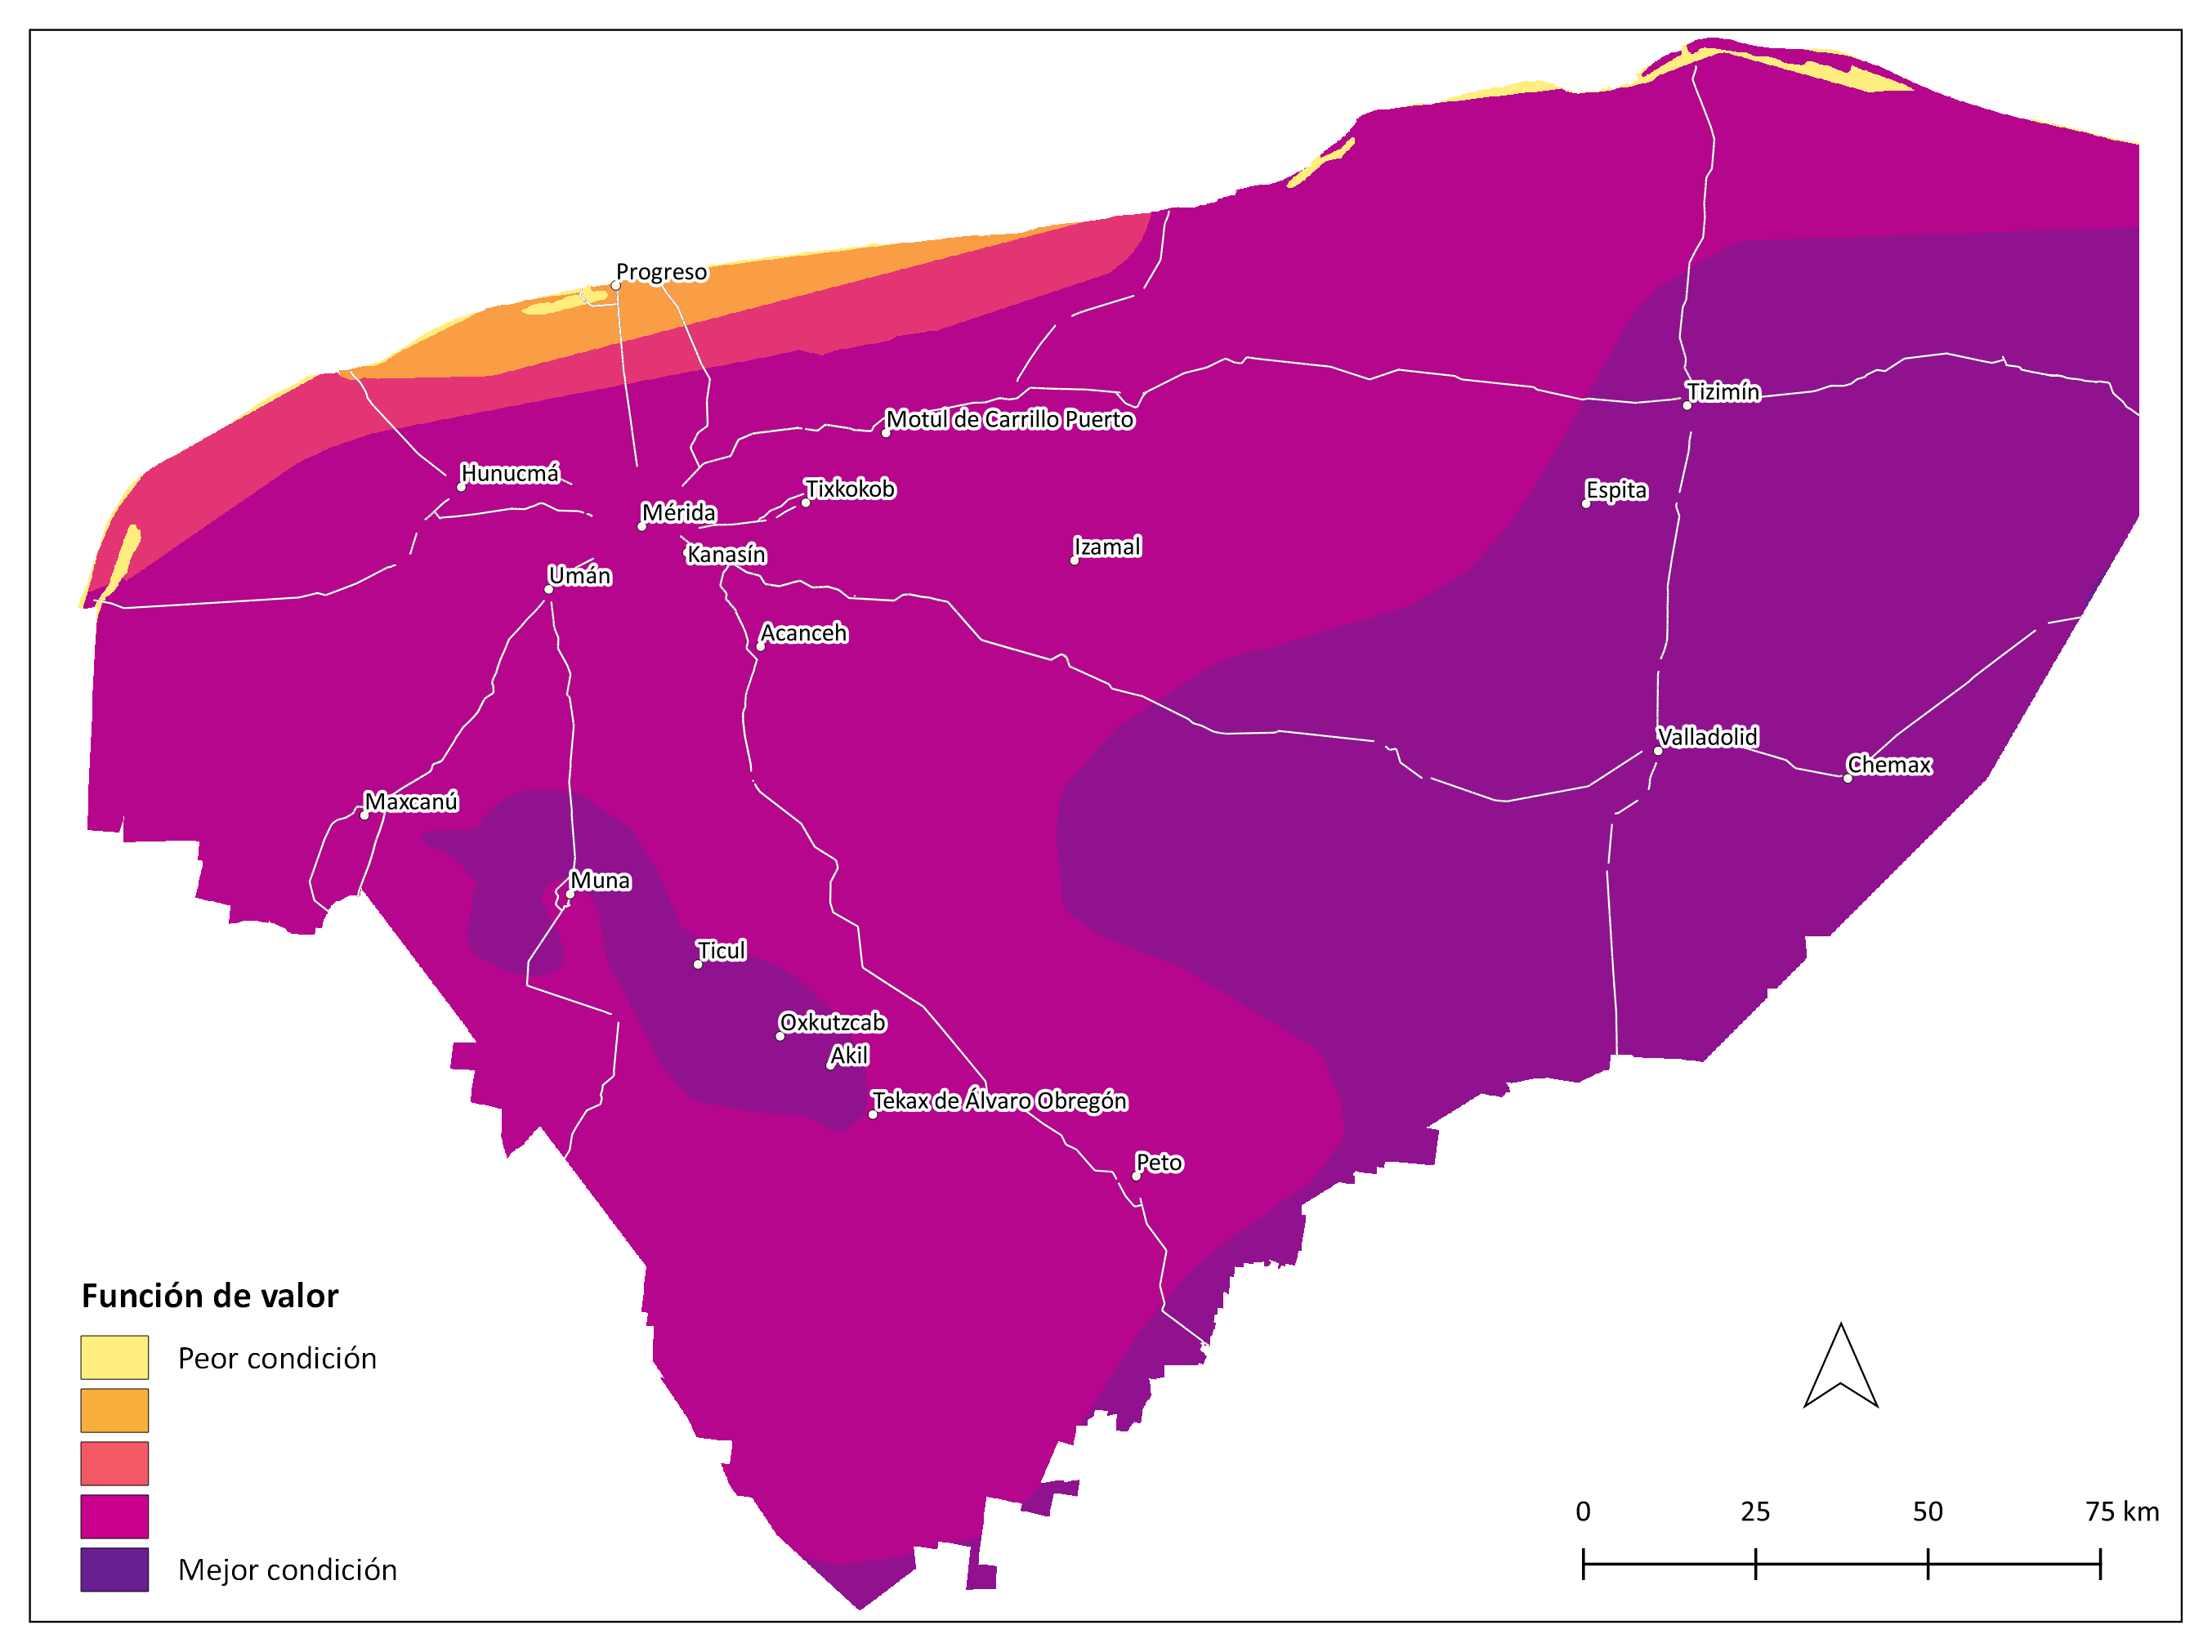 Progreso
Tizimín
Motul de Carrillo Puerto
Hunucmá
Tixkokob
Espita
Mérida
Izamal
Kanasín
Umán
Acanceh
Valladolid
Chemax
Maxcanú
Muna
Ticul
Oxkutzcab
Akil
Tekax de Álvaro Obregón
Peto
Función de valor
Peor condición
Mejor condición
0 25 50 75 km